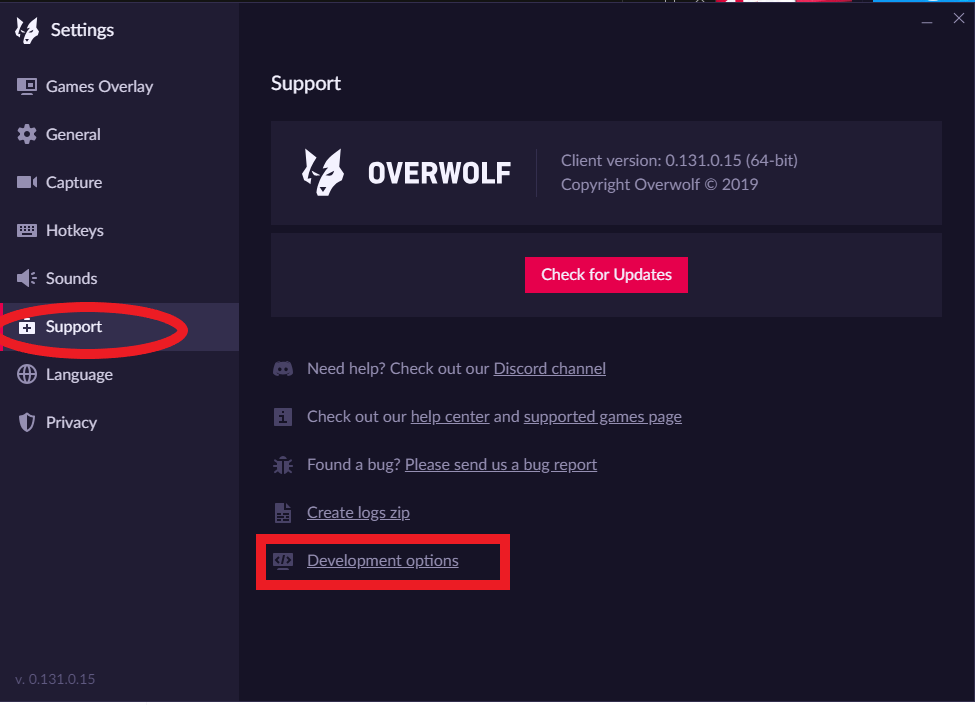 Settings
Games Overlay
General
Capture
Hotkeys
Sounds
Support
Language
Privacy
v. 0.131.0.15
Support
OVERWOLF
Client version: 0.131.0.15 (64-bit)
Copyright Overwolf © 2019
Check for Updates
Need help? Check out our Discord channel
Check out our help center and supported games page
Found a bug? Please send us a bug report
Create logs zip
Development options